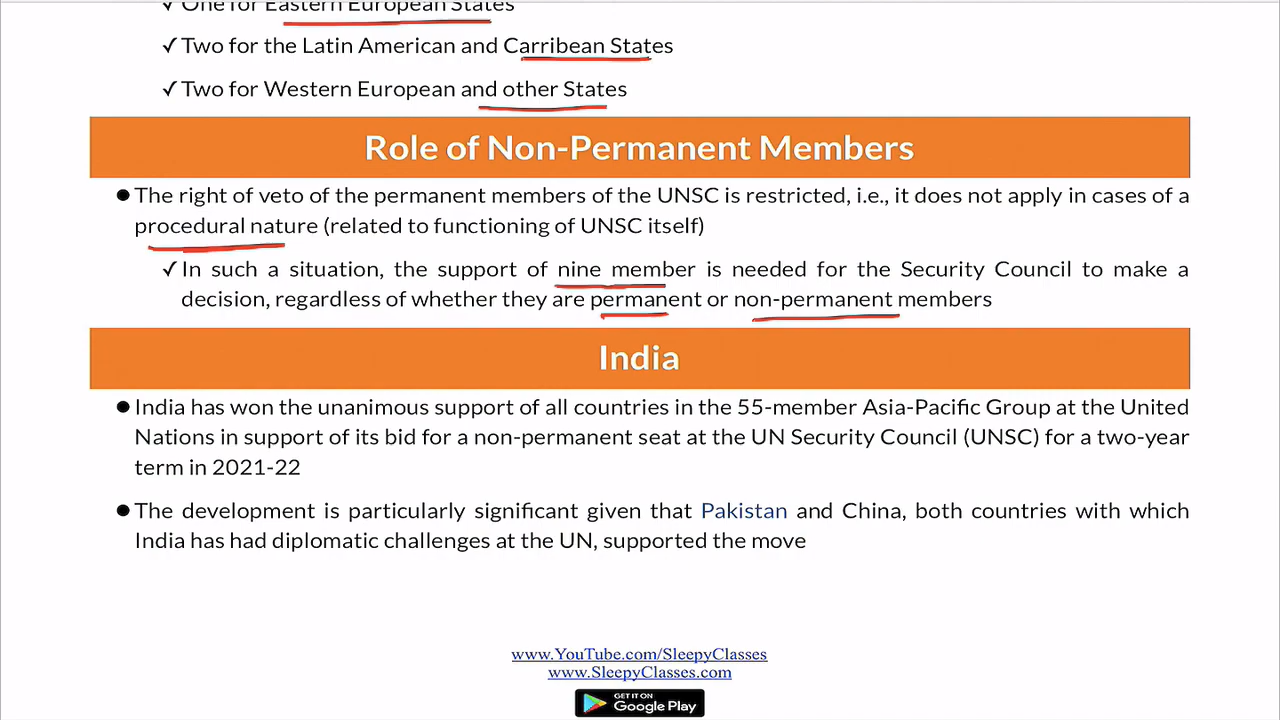 ✓ One for Eastern European States
✓ Two for the Latin American and Carribean States
✓ Two for Western European and other States
Role of Non-Permanent Members
● The right of veto of the permanent members of the UNSC is restricted, i.e., it does not apply in cases of a
procedural nature (related to functioning of UNSC itself)
✓ In such a situation, the support of nine member is needed for the Security Council to make a
decision, regardless of whether they are permanent or non-permanent members
India
● India has won the unanimous support of all countries in the 55-member Asia-Pacific Group at the United
Nations in support of its bid for a non-permanent seat at the UN Security Council (UNSC) for a two-year
term in 2021-22
● The development is particularly significant given that Pakistan and China, both countries with which
India has had diplomatic challenges at the UN, supported the move
www.YouTube.com/SleepyClasses
www.SleepyClasses.com
GET IT ON
Google Play